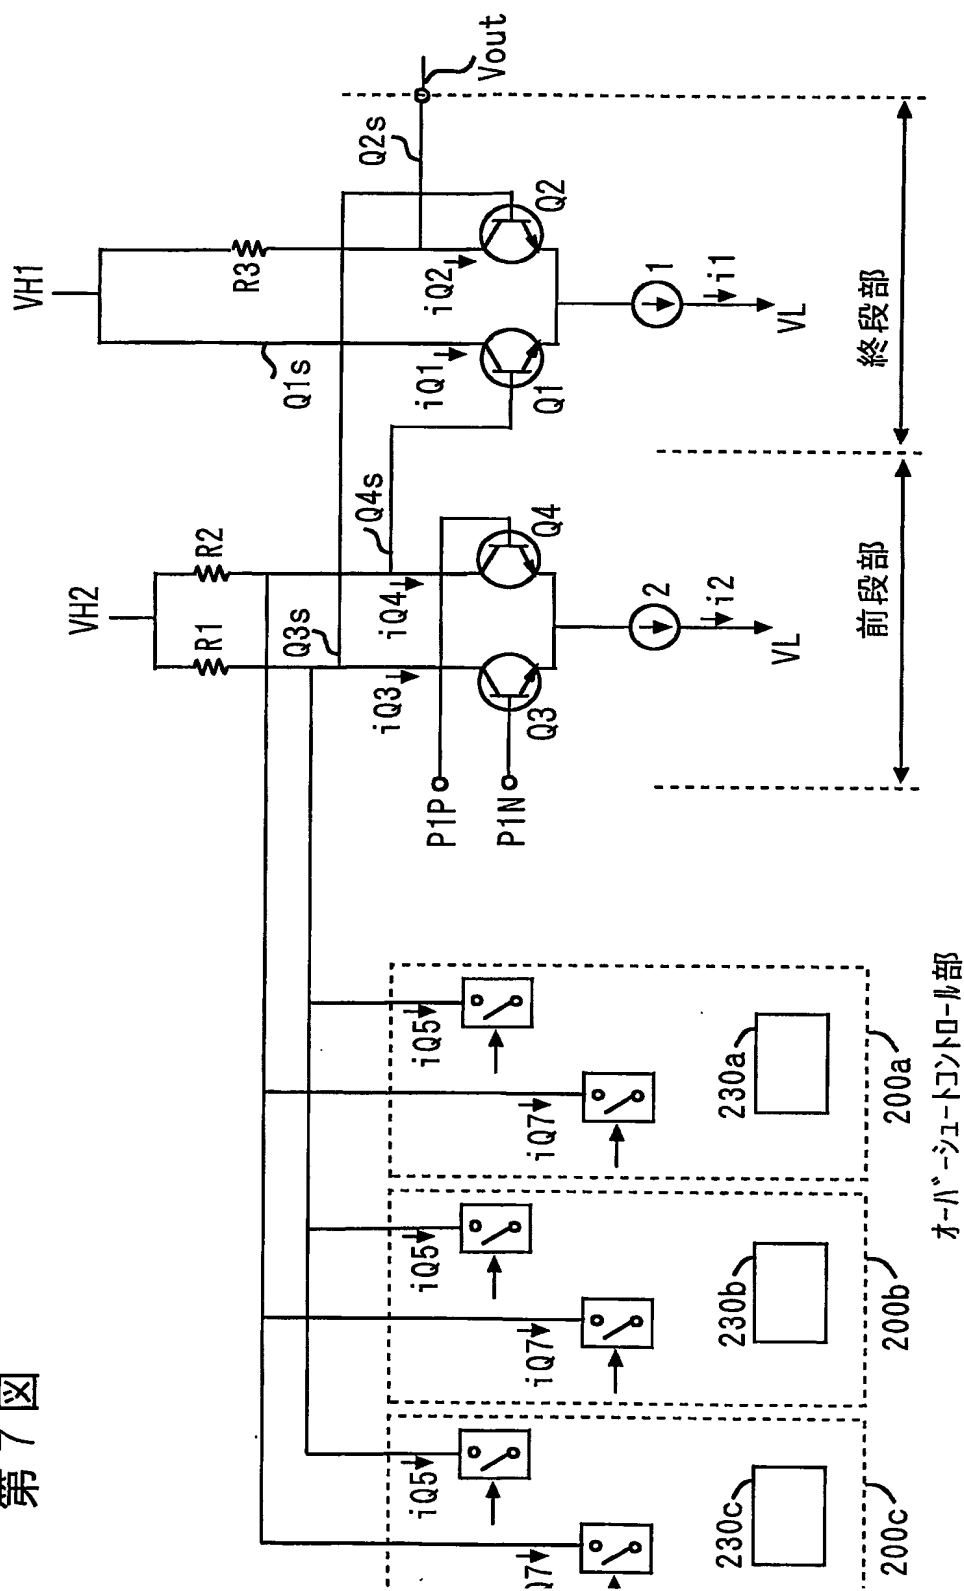 第7図
VH1
R3
Q1s
Q2s
Vout
iQ1
iQ2
Q1
Q2
1
i1
VL
終段部
VH2
R1
R2
Q3s
Q4s
iQ3
iQ4
P1P
P1N
Q3
Q4
2
i2
VL
前段部
iQ5
iQ7
230a
200a
iQ5
iQ7
230b
200b
iQ5
Q7
230c
200c
オーバーシュートコントロール部